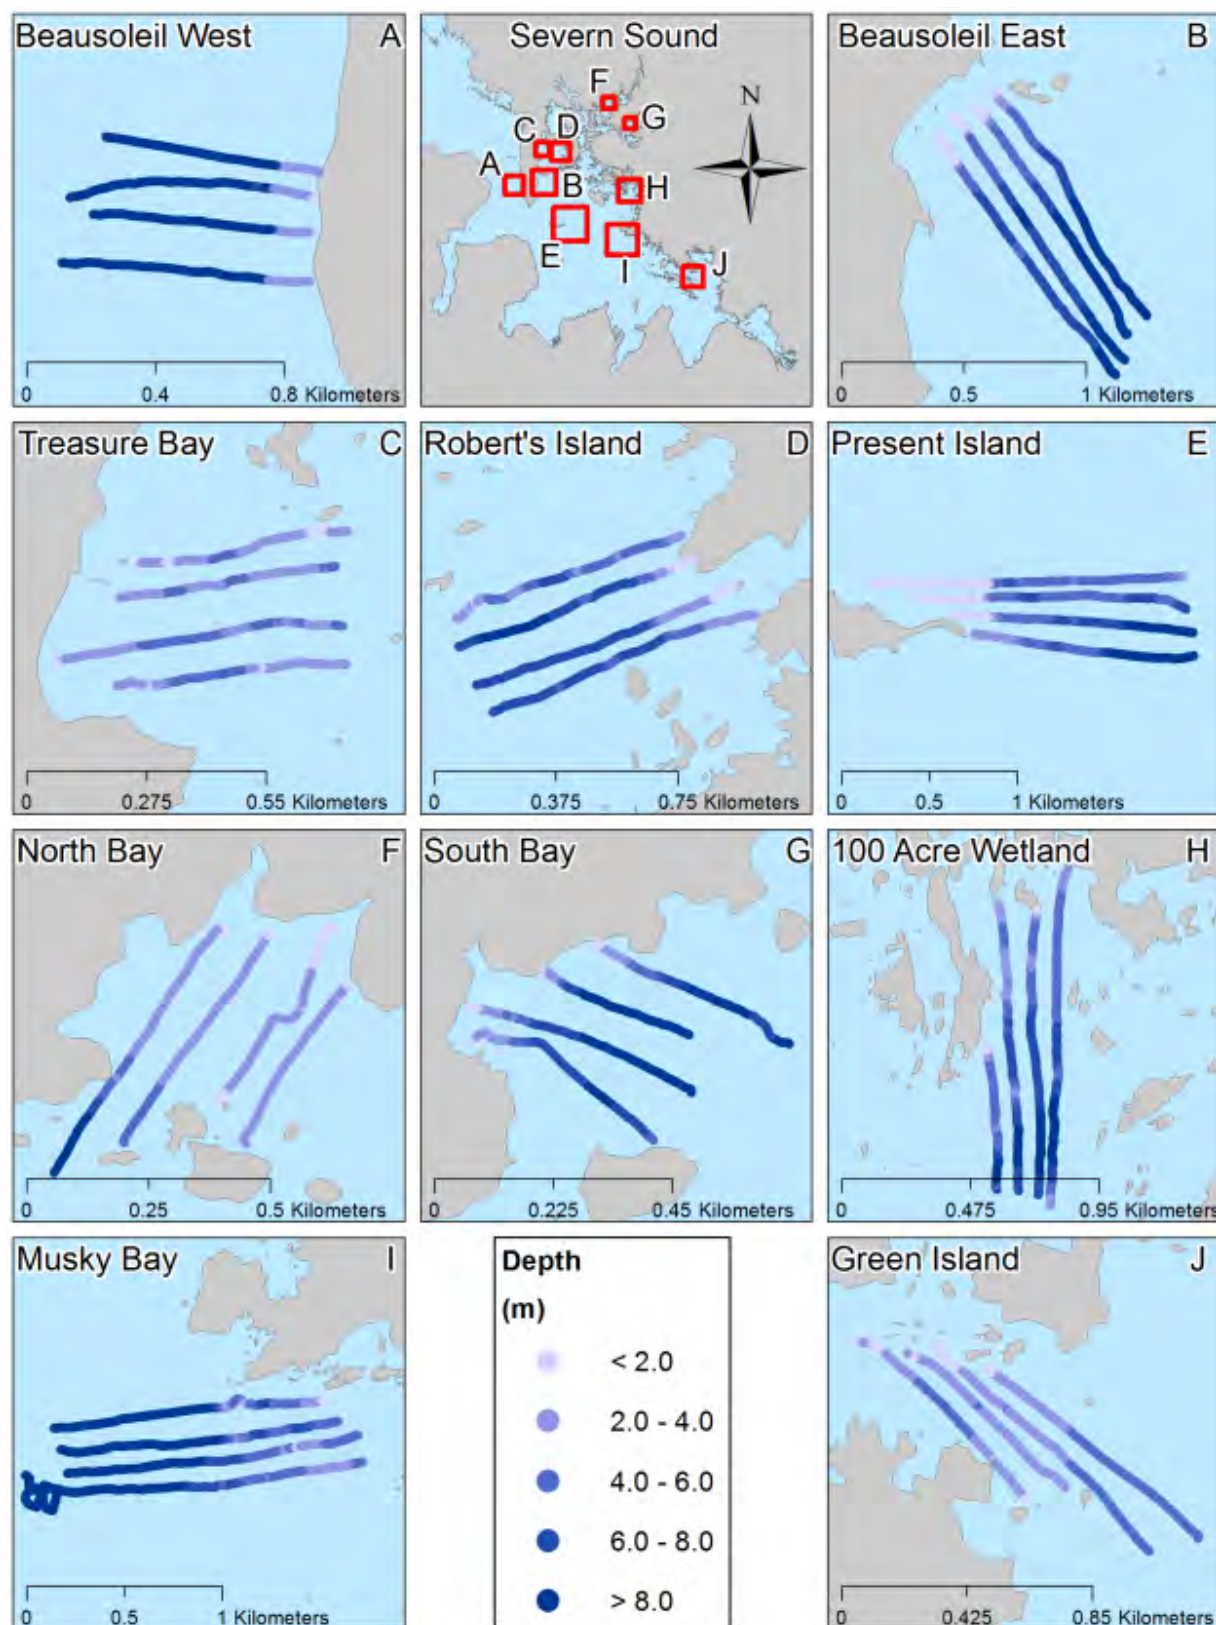 Beausoleil West A
0 0.4 0.8 Kilometers
Severn Sound
F
G
C D
A
B
H
E
I
J
N
Beausoleil East B
0 0.5 1 Kilometers
Treasure Bay C
0 0.275 0.55 Kilometers
Robert's Island D
0 0.375 0.75 Kilometers
Present Island E
0 0.5 1 Kilometers
North Bay F
0 0.25 0.5 Kilometers
South Bay G
0 0.225 0.45 Kilometers
100 Acre Wetland H
0 0.475 0.95 Kilometers
Musky Bay I
0 0.5 1 Kilometers
Depth
(m)
< 2.0
2.0 - 4.0
4.0 - 6.0
6.0 - 8.0
> 8.0
Green Island J
0 0.425 0.85 Kilometers